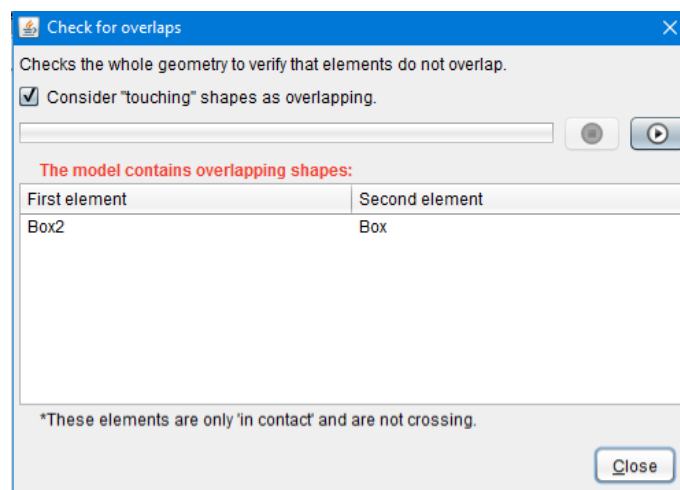 Check for overlaps
Checks the whole geometry to verify that elements do not overlap.
Consider "touching" shapes as overlapping.
The model contains overlapping shapes:
First element Second element
Box2 Box
*These elements are only 'in contact' and are not crossing.
Close